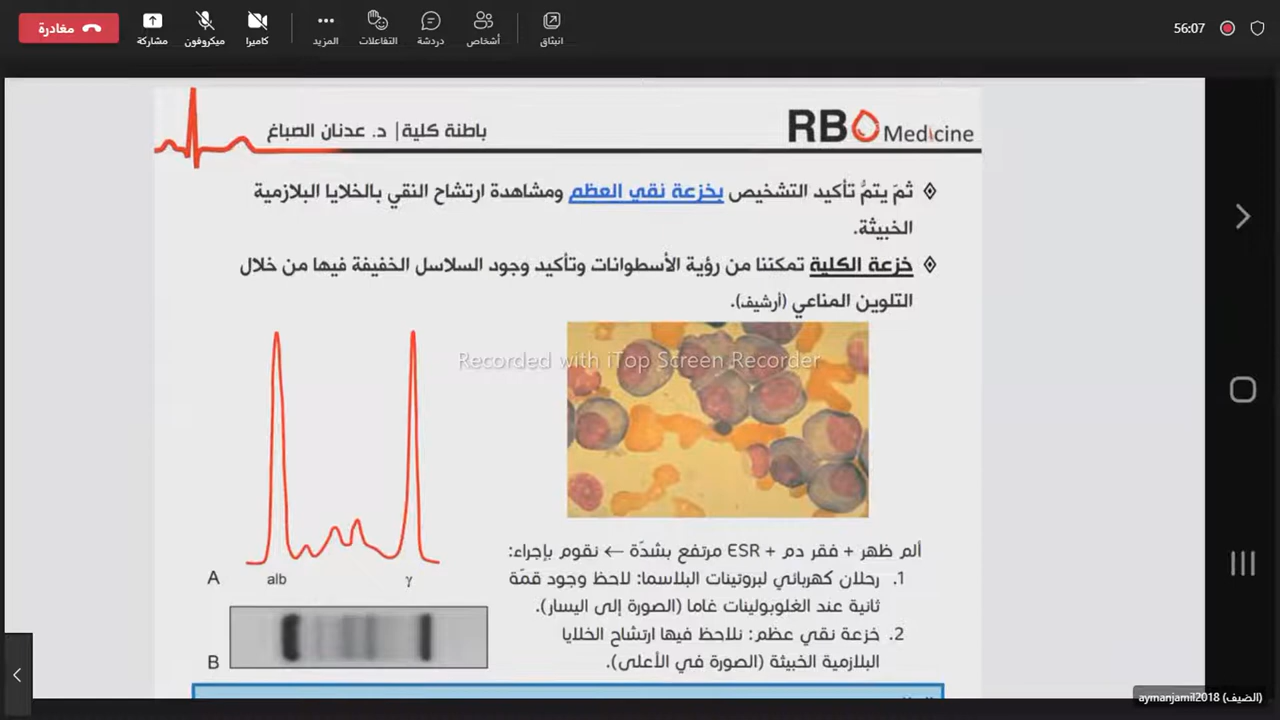 مغادرة
مشاركة
ميكروفون
كاميرا
المزيد
التفاعلات
دردشة
أشخاص
انبثاق
56:07
باطنة كلية | د. عدنان الصباغ
RBO Medicine
ثمّ يتمُّ تأكيد التشخيص بخزعة نقي العظم ومشاهدة ارتشاح النقي بالخلايا البلازمية
الخبيثة.
خزعة الكلية تمكننا من رؤية الأسطوانات وتأكيد وجود السلاسل الخفيفة فيها من خلال
التلوين المناعي (أرشيف).
Recorded with iTop Screen Recorder
ألم ظهر + فقر دم + ESR مرتفع بشدّة ← نقوم بإجراء:
1. رحلان كهربائي لبروتينات البلاسما: لاحظ وجود قمّة
ثانية عند الغلوبولينات غاما (الصورة إلى اليسار).
2. خزعة نقي عظم: نلاحظ فيها ارتشاح الخلايا
البلازمية الخبيثة (الصورة في الأعلى).
A
alb
γ
B
aymanjamil2018 (الضيف)